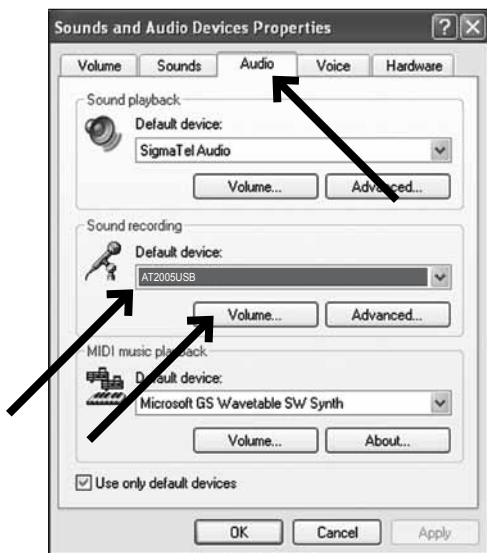 Sounds and Audio Devices Properties
Volume Sounds Audio Voice Hardware
Sound playback
Default device:
SigmaTel Audio
Volume... Advanced...
Sound recording
Default device:
AT2005USB
Volume... Advanced...
MIDI music playback
Default device:
Microsoft GS Wavetable SW Synth
Volume... About...
Use only default devices
OK Cancel Apply